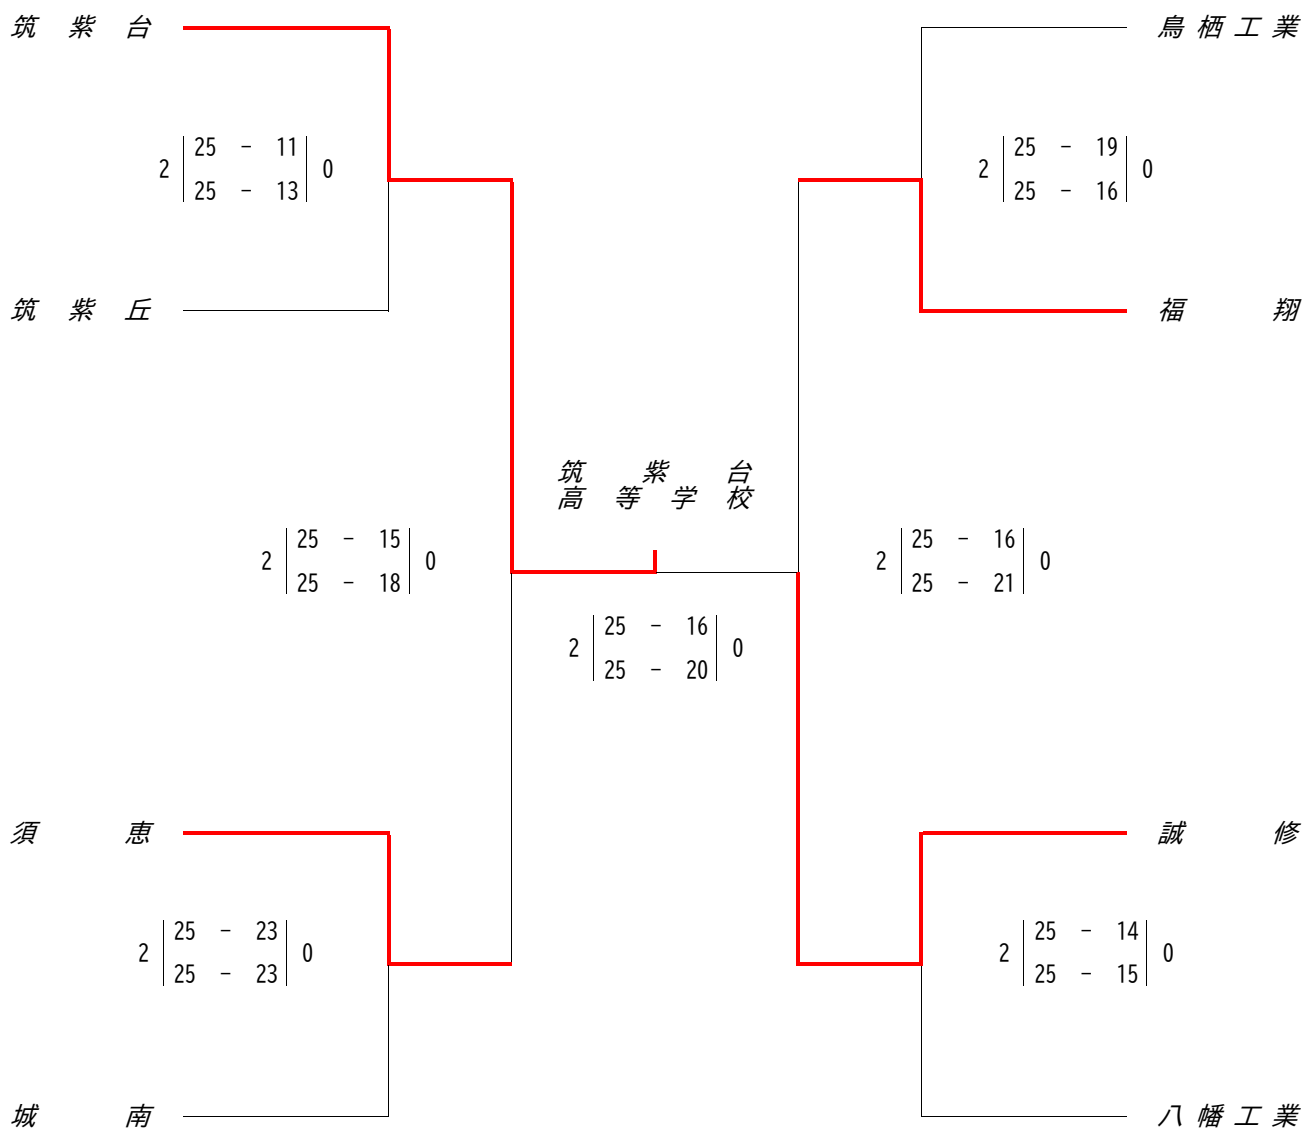 筑紫台
鳥栖工業
2 25 - 11 0
25 - 13
2 25 - 19 0
25 - 16
筑紫丘
福翔
筑紫台
高等学校
2 25 - 15 0
25 - 18
2 25 - 16 0
25 - 21
2 25 - 16 0
25 - 20
須恵
誠修
2 25 - 23 0
25 - 23
2 25 - 14 0
25 - 15
城南
八幡工業